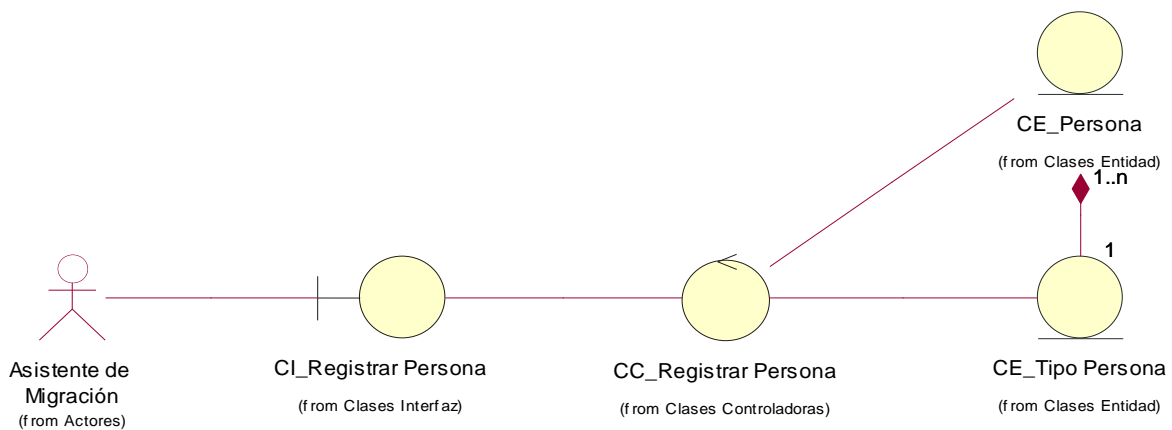 CE_Persona
(from Clases Entidad)
1..n
1
Asistente de
Migración
(from Actores)
CI_Registrar Persona
(from Clases Interfaz)
CC_Registrar Persona
(from Clases Controladoras)
CE_Tipo Persona
(from Clases Entidad)